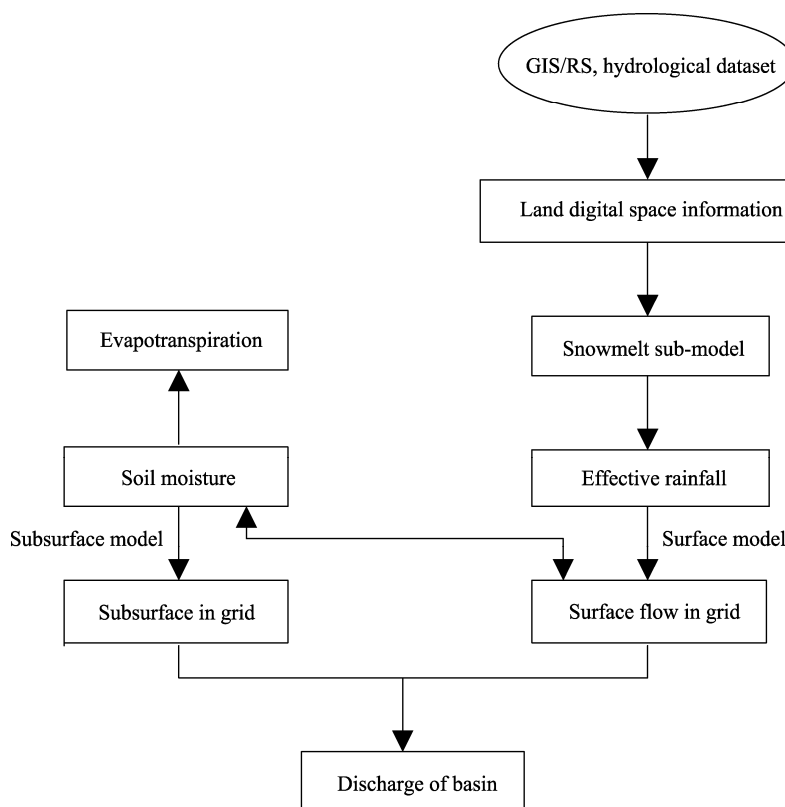 GIS/RS, hydrological dataset
Land digital space information
Evapotranspiration
Snowmelt sub-model
Soil moisture
Effective rainfall
Subsurface model
Surface model
Subsurface in grid
Surface flow in grid
Discharge of basin